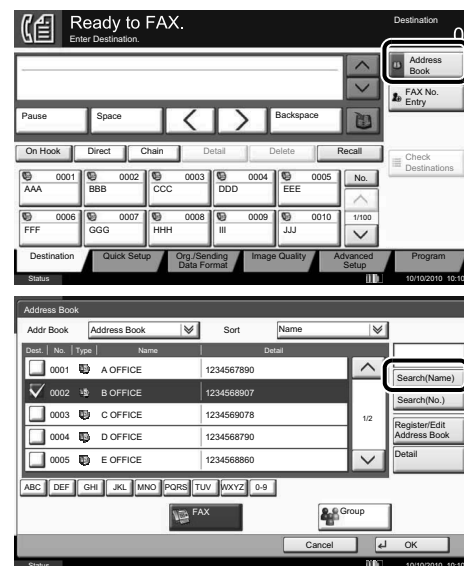 Ready to FAX.
Enter Destination.
Destination
0
Address
Book
FAX No.
Entry
Pause
Space
Backspace
On Hook
Direct
Chain
Detail
Delete
Recall
Check
Destinations
0001
AAA
0002
BBB
0003
CCC
0004
DDD
0005
EEE
No.
0006
FFF
0007
GGG
0008
HHH
0009
III
0010
JJJ
1/100
Destination
Quick Setup
Org./Sending
Data Format
Image Quality
Advanced
Setup
Program
Status
10/10/2010 10:10
Address Book
Addr Book
Address Book
Sort
Name
Dest.
No.
Type
Name
Detail
0001 A OFFICE 1234567890
0002 B OFFICE 1234568907
0003 C OFFICE 1234569078
0004 D OFFICE 1234568790
0005 E OFFICE 1234568860
1/2
Search(Name)
Search(No.)
Register/Edit
Address Book
Detail
ABC DEF GHI JKL MNO PQRS TUV WXYZ 0-9
FAX
Group
Cancel
OK
Status
10/10/2010 10:10